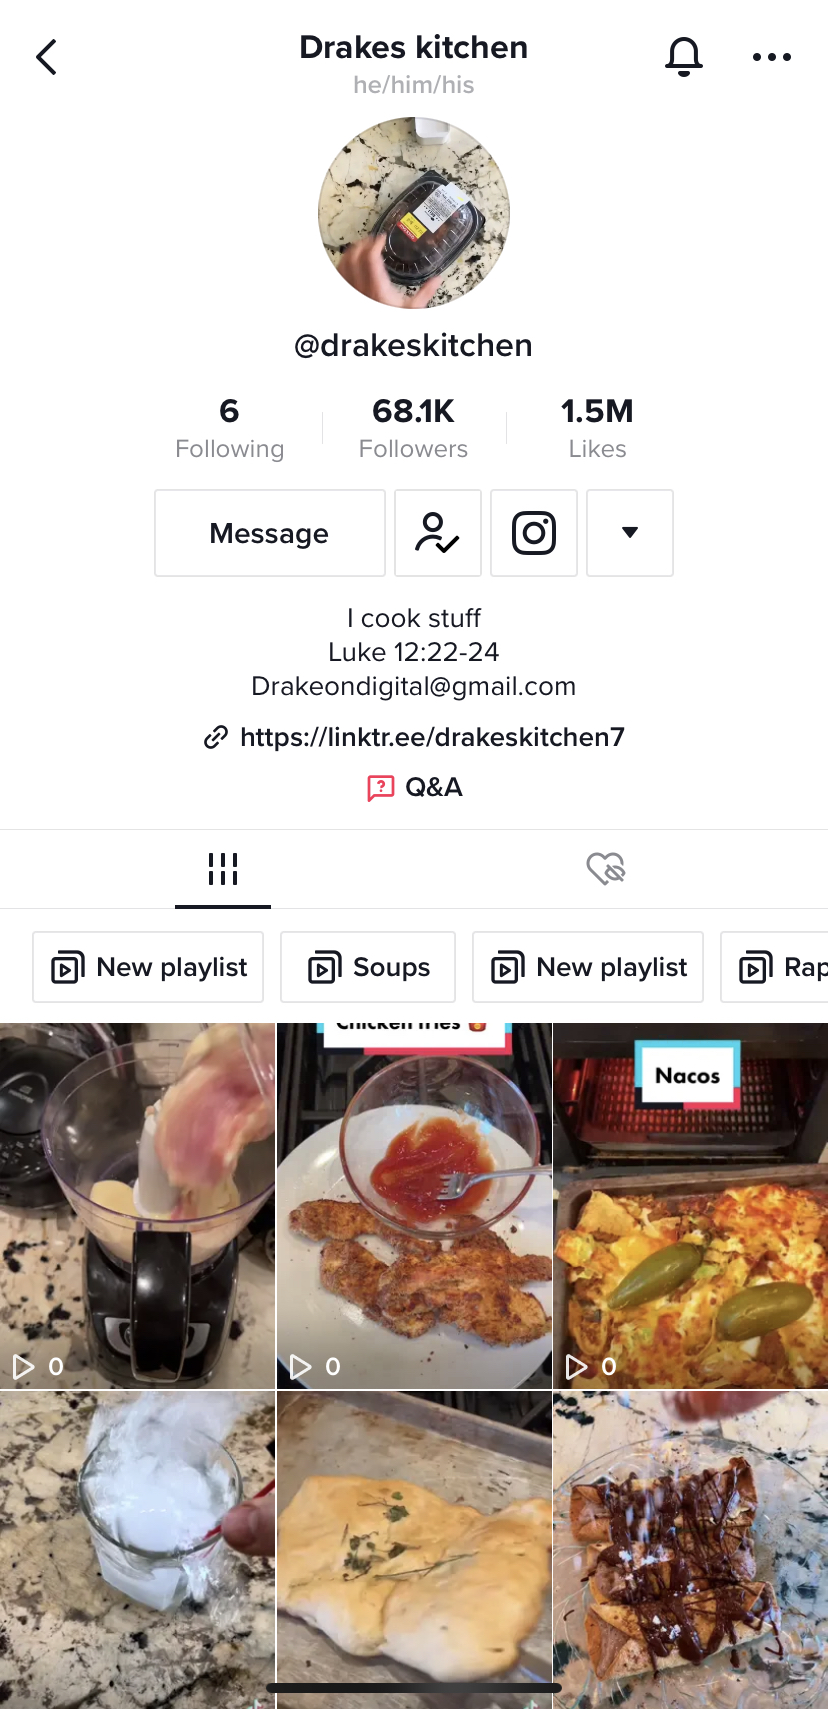 Drakes kitchen
he/him/his
@drakeskitchen
6 68.1K 1.5M
Following Followers Likes
Message
I cook stuff
Luke 12:22-24
Drakeondigital@gmail.com
https://linktr.ee/drakeskitchen7
Q&A
New playlist Soups New playlist Rap
Chicken fries
Nacos
0 0 0